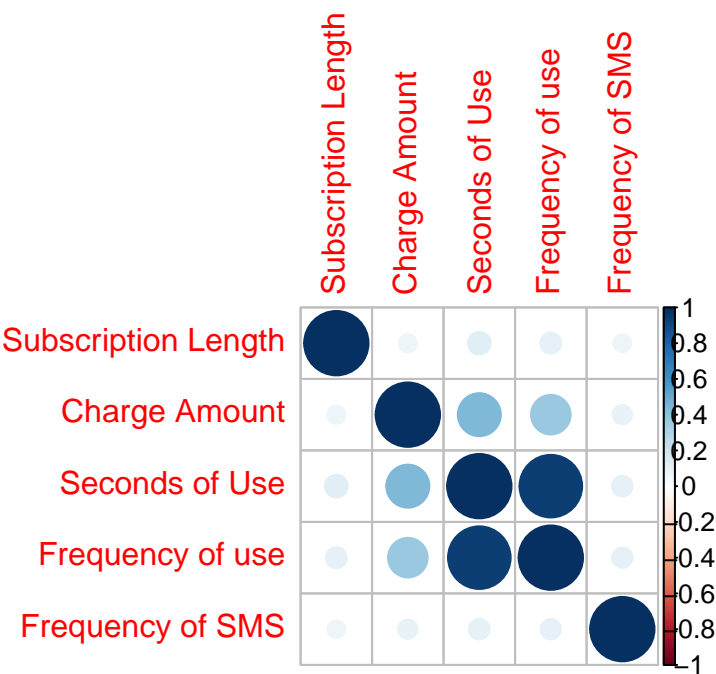 Subscription Length
Charge Amount
Seconds of Use
Frequency of use
Frequency of SMS
Subscription Length
Charge Amount
Seconds of Use
Frequency of use
Frequency of SMS
1
0.8
0.6
0.4
0.2
0
-0.2
-0.4
-0.6
-0.8
-1